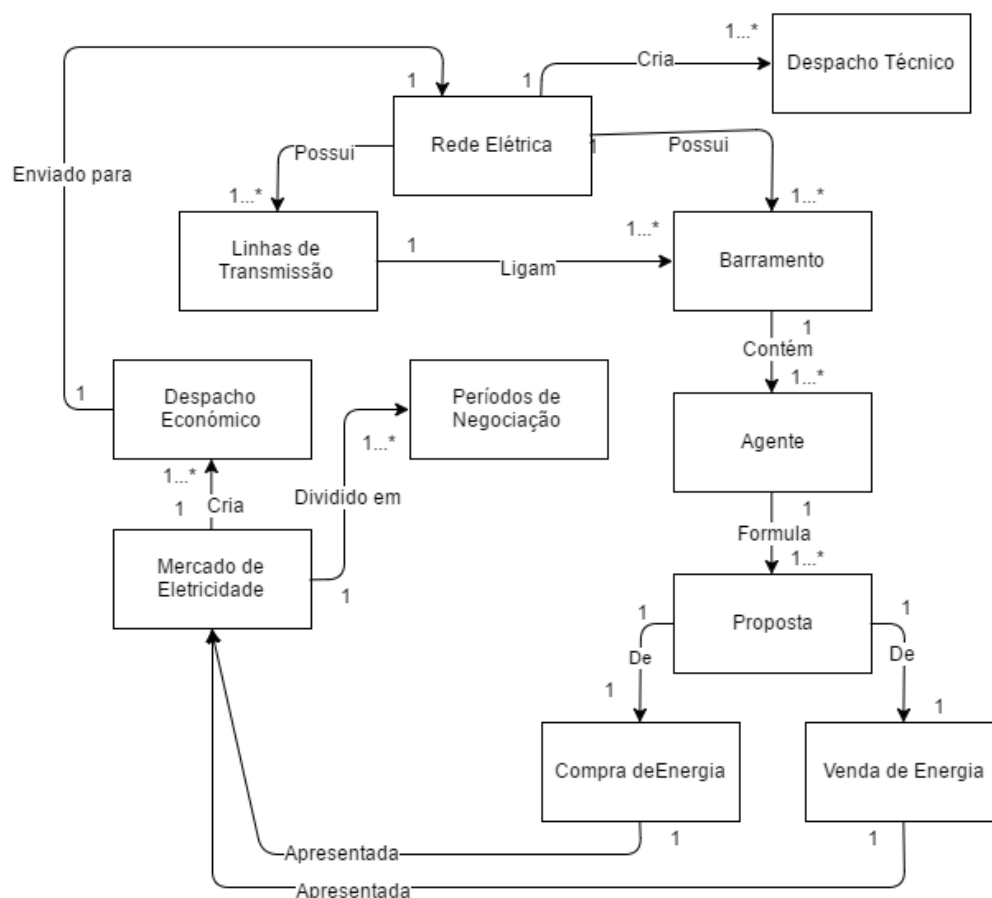 1...*
Cria
Despacho Técnico
1
1
Rede Elétrica
1
Possui
Possui
Enviado para
1...*
1...*
Linhas de
Transmissão
1
1...*
Ligam
Barramento
1
Contém
1...*
Despacho
Económico
1
Períodos de
Negociação
1...*
Agente
1...*
1
Cria
Dividido em
1
Formula
1...*
Mercado de
Eletricidade
1
1
Proposta
1
De
De
1
1
Compra deEnergia
Venda de Energia
1
1
Apresentada
Apresentada